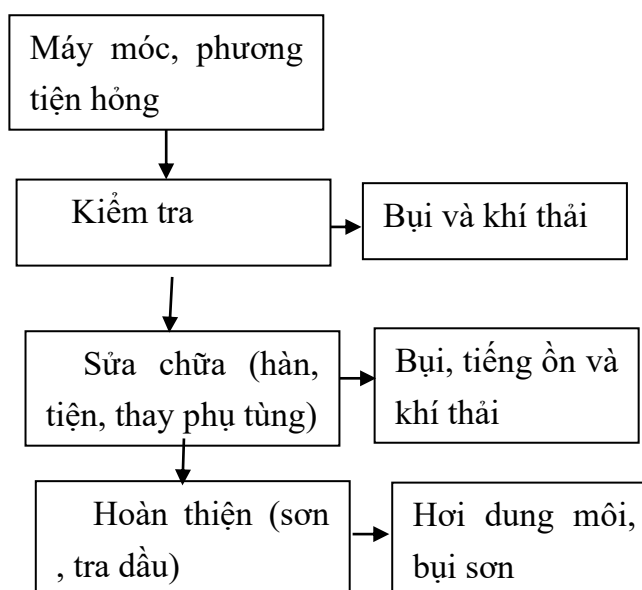 Máy móc, phương
tiện hỏng
Kiểm tra
Bụi và khí thải
Sửa chữa (hàn,
tiện, thay phụ tùng)
Bụi, tiếng ồn và
khí thải
Hoàn thiện (sơn
, tra dầu)
Hơi dung môi,
bụi sơn